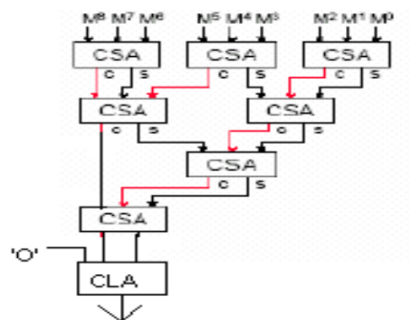 M⁸ M⁷ M⁶ M⁵ M⁴ M³ M² M¹ M⁰
CSA CSA CSA
C S C S C S
CSA CSA
C S C S
CSA
C S
CSA
'O'
CLA